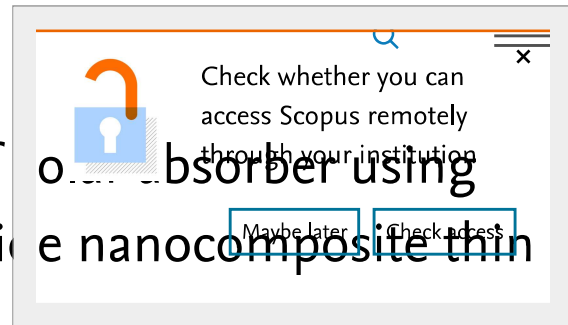 Check whether you can
access Scopus remotely
through your institution
absorber using
Maybe later Check access
nanocomposite thin